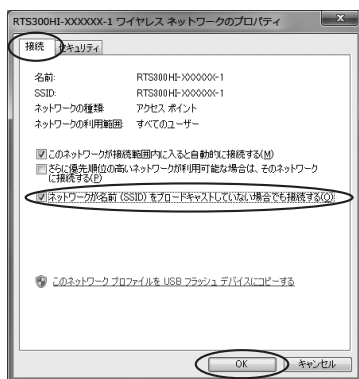 RTS300HI-XXXXXX-1 ワイヤレス ネットワークのプロパティ
接続 セキュリティ
名前: RTS300HI-XXXXXX-1
SSID: RTS300HI-XXXXXX-1
ネットワークの種類: アクセス ポイント
ネットワークの利用範囲: すべてのユーザー
このネットワークが接続範囲内に入ると自動的に接続する(M)
さらに優先順位の高いネットワークが利用可能な場合は、そのネットワーク
に接続する(P)
ネットワークが名前 (SSID) をブロードキャストしていない場合でも接続する(O)
このネットワーク プロファイルを USB フラッシュ デバイスにコピーする
OK キャンセル